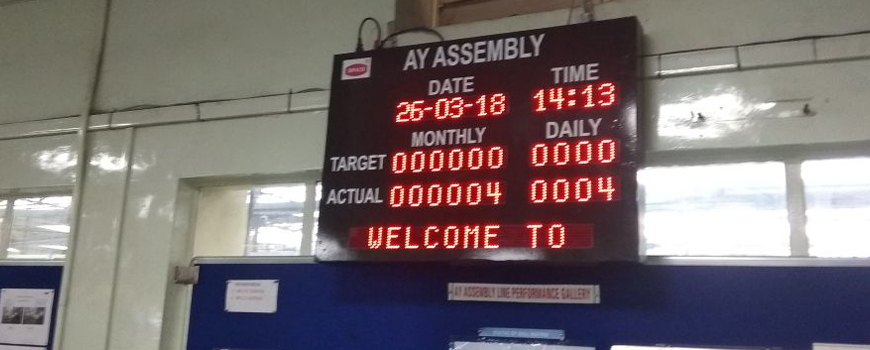 AY ASSEMBLY
DATE TIME
26-03-18 14:13
MONTHLY DAILY
TARGET 000000 0000
ACTUAL 000004 0004
WELCOME TO
AY ASSEMBLY LINE PERFORMANCE GALLERY